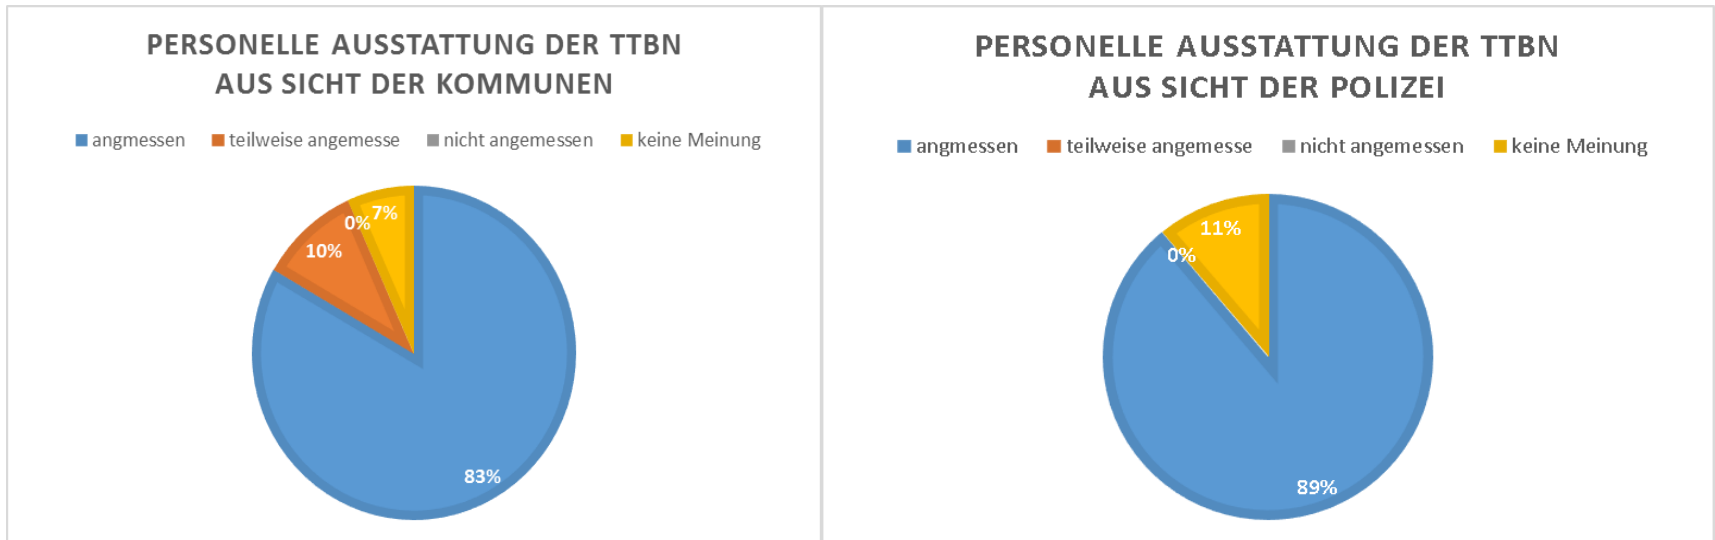 PERSONELLE AUSSTATTUNG DER TTBN
AUS SICHT DER KOMMUNEN
angmessen teilweise angemesse nicht angemessen keine Meinung
7%
0%
10%
83%
PERSONELLE AUSSTATTUNG DER TTBN
AUS SICHT DER POLIZEI
angmessen teilweise angemesse nicht angemessen keine Meinung
11%
0%
89%